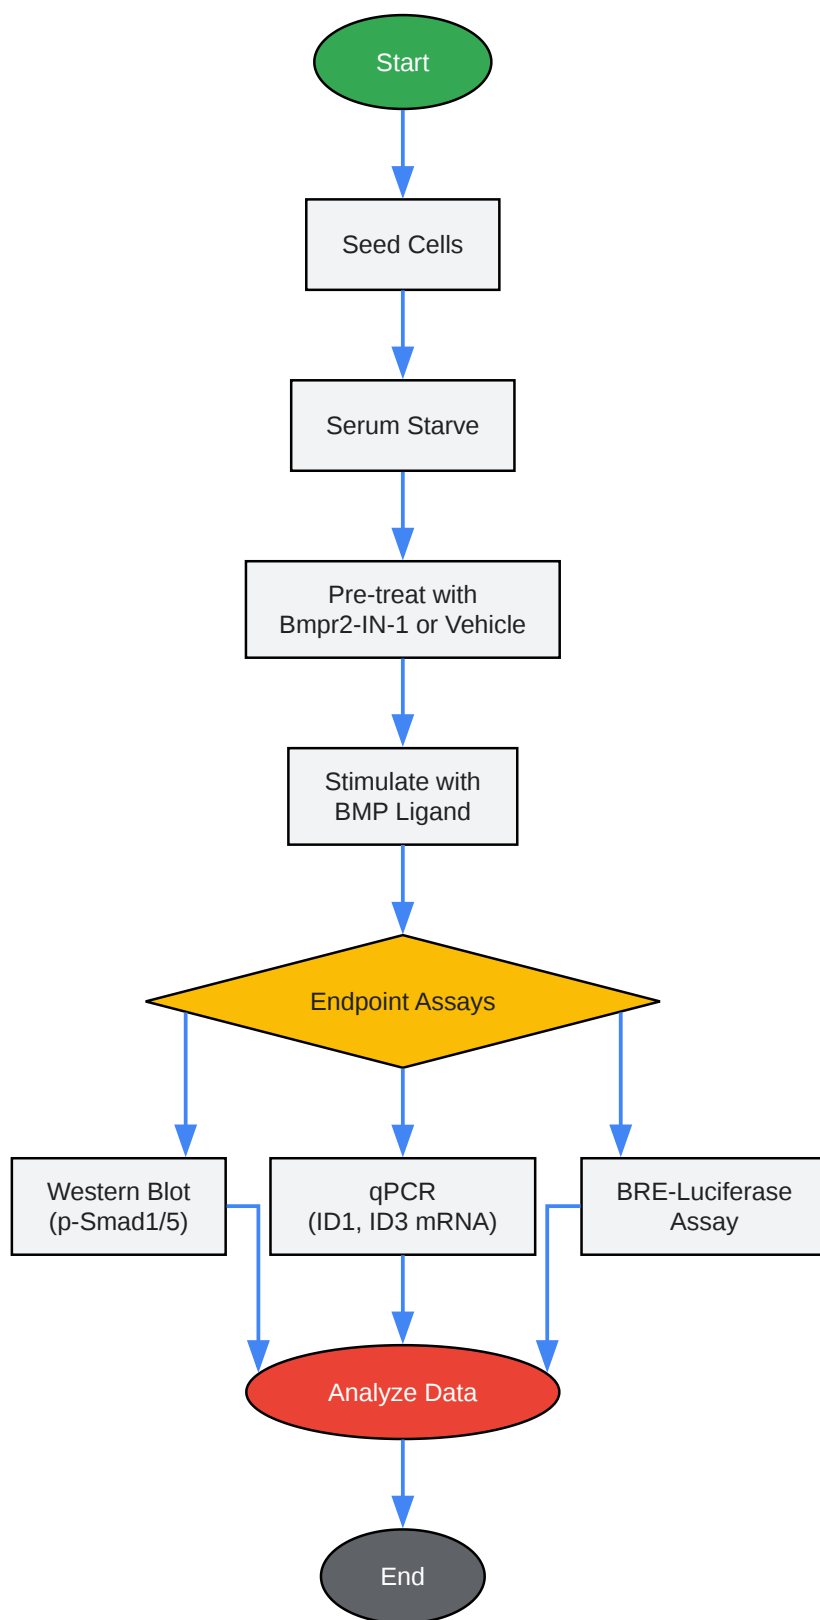 Start
Seed Cells
Serum Starve
Pre-treat with
Bmpr2-IN-1 or Vehicle
Stimulate with
BMP Ligand
Endpoint Assays
Western Blot
(p-Smad1/5)
qPCR
(ID1, ID3 mRNA)
BRE-Luciferase
Assay
Analyze Data
End